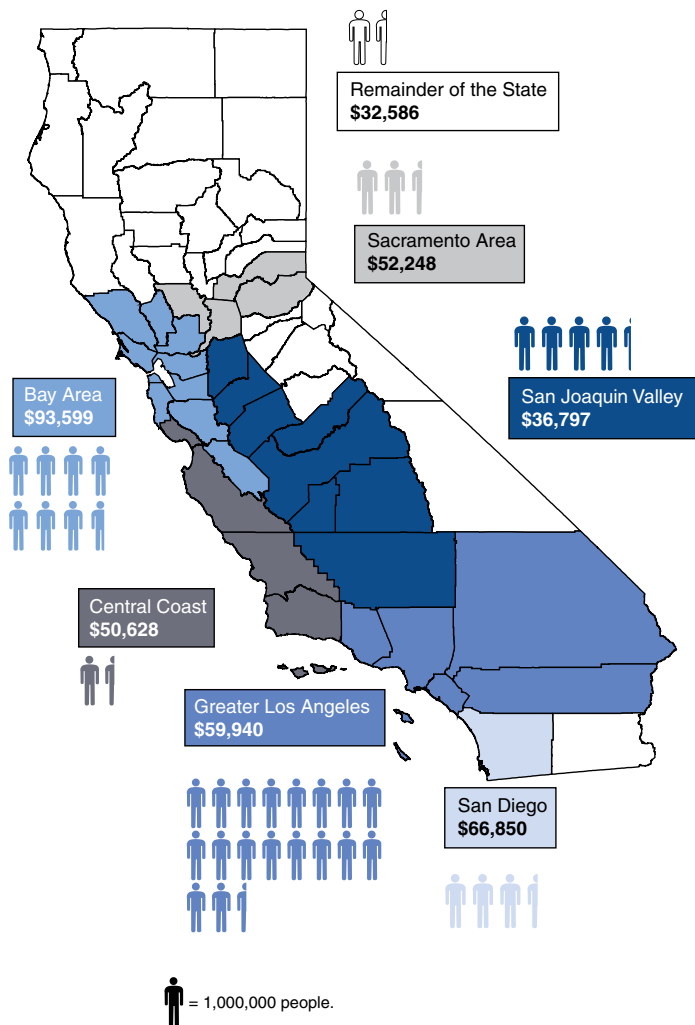 Remainder of the State
$32,586
Sacramento Area
$52,248
San Joaquin Valley
$36,797
Bay Area
$93,599
Central Coast
$50,628
Greater Los Angeles
$59,940
San Diego
$66,850
= 1,000,000 people.